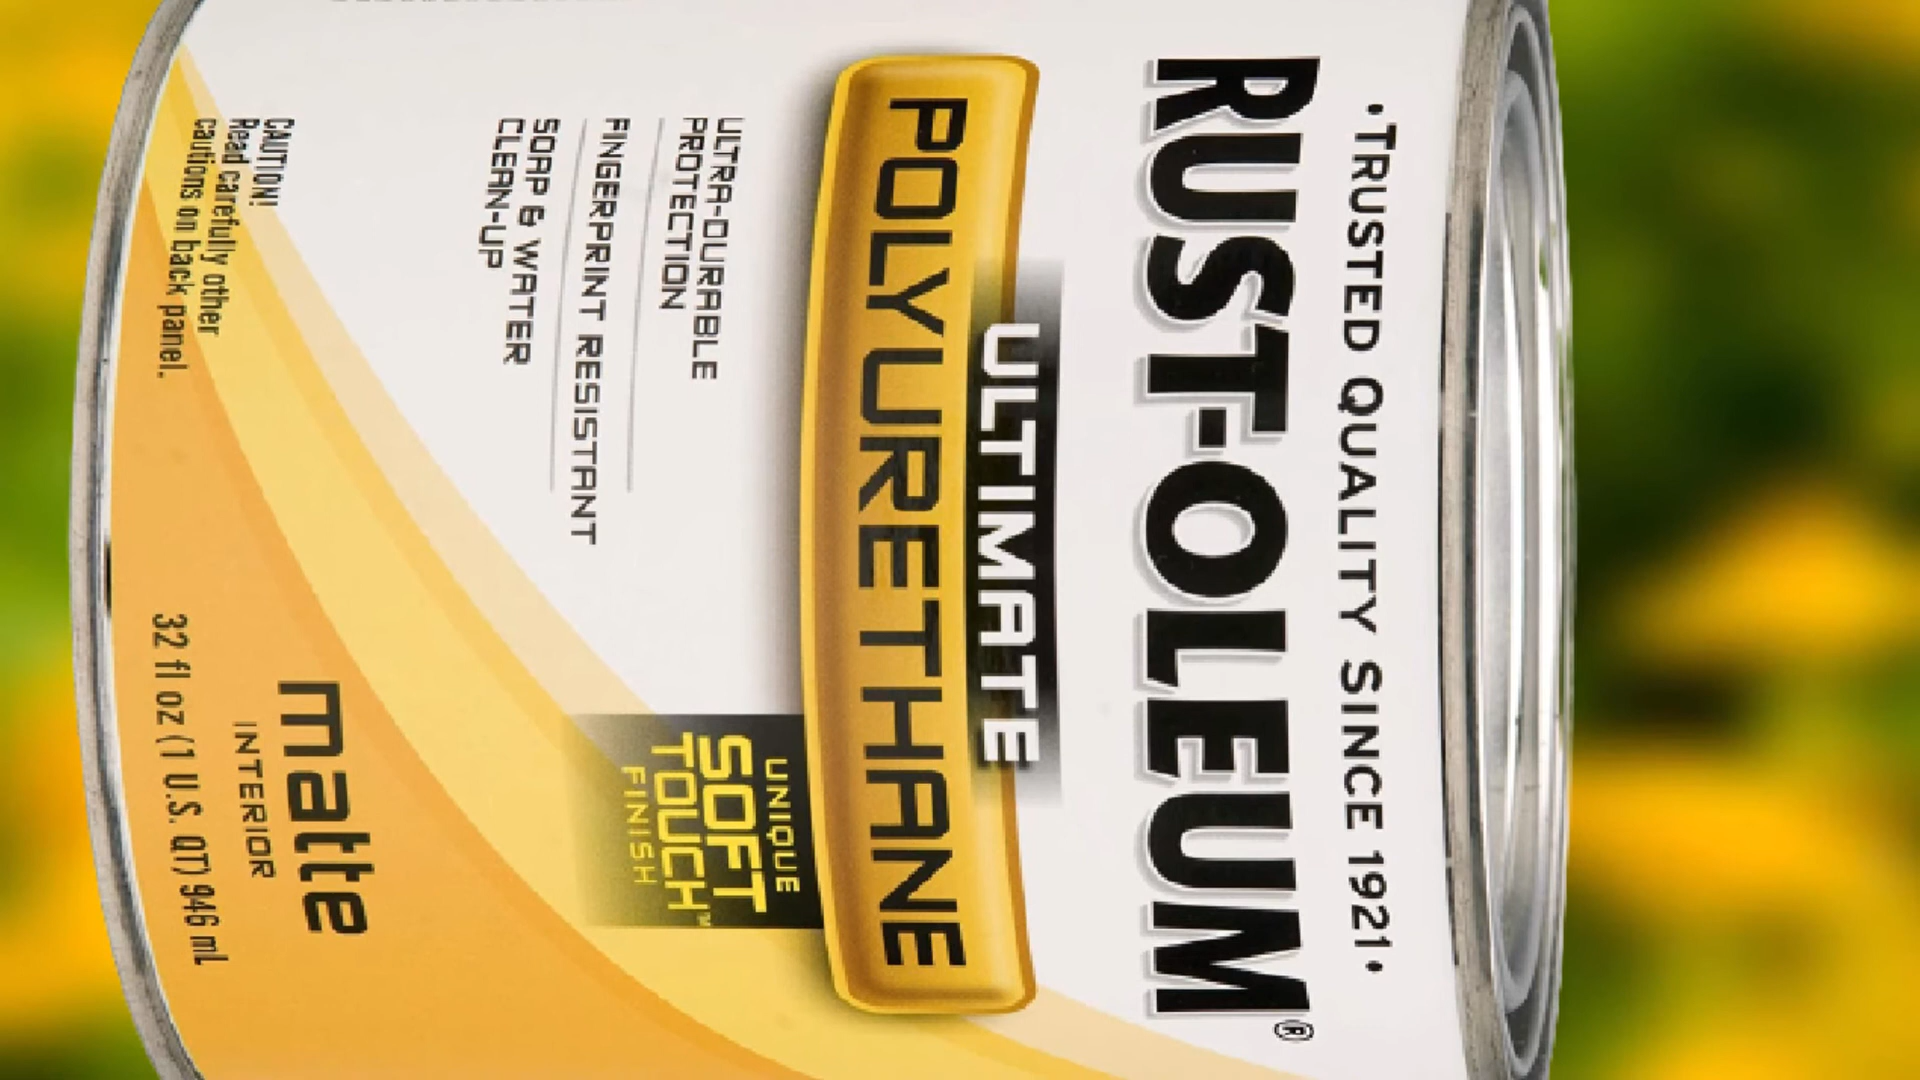 •TRUSTED QUALITY SINCE 1921•
RUST-OLEUM®
ULTIMATE
POLYURETHANE
UNIQUE
SOFT
TOUCH™
FINISH
ULTRA-DURABLE
PROTECTION
FINGERPRINT RESISTANT
SOAP & WATER
CLEAN-UP
matte
INTERIOR
CAUTION!
Read carefully other
cautions on back panel.
32 fl oz (1 U.S. QT) 946 mL